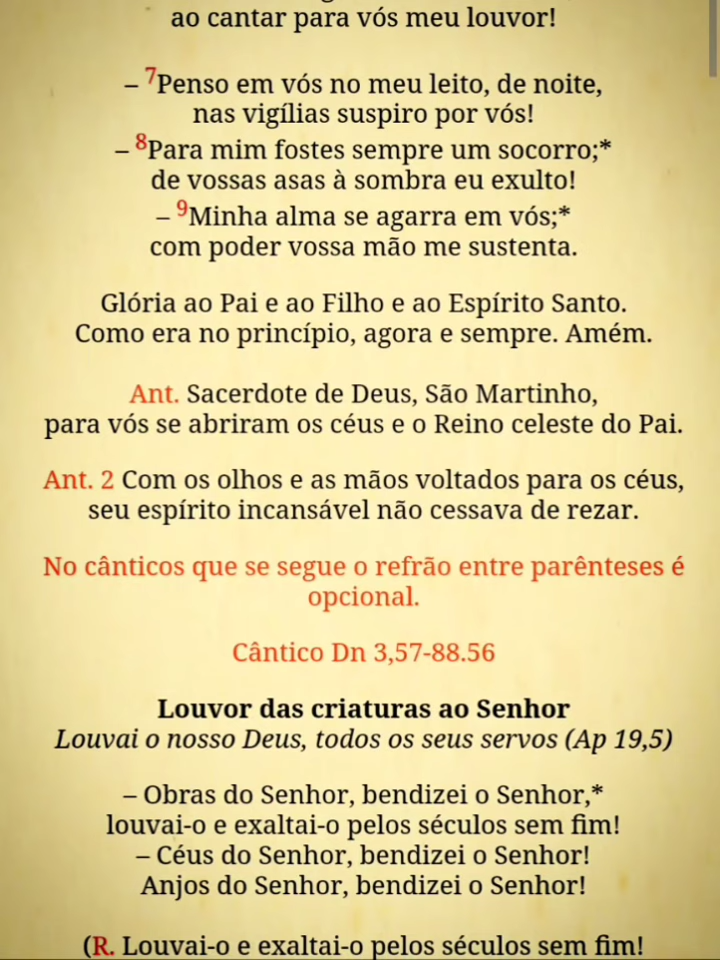 ao cantar para vós meu louvor!
– 7Penso em vós no meu leito, de noite,
nas vigílias suspiro por vós!
– 8Para mim fostes sempre um socorro;*
de vossas asas à sombra eu exulto!
– 9Minha alma se agarra em vós;*
com poder vossa mão me sustenta.
Glória ao Pai e ao Filho e ao Espírito Santo.
Como era no princípio, agora e sempre. Amém.
Ant. Sacerdote de Deus, São Martinho,
para vós se abriram os céus e o Reino celeste do Pai.
Ant. 2 Com os olhos e as mãos voltados para os céus,
seu espírito incansável não cessava de rezar.
No cânticos que se segue o refrão entre parênteses é
opcional.
Cântico Dn 3,57-88.56
Louvor das criaturas ao Senhor
Louvai o nosso Deus, todos os seus servos (Ap 19,5)
– Obras do Senhor, bendizei o Senhor,*
louvai-o e exaltai-o pelos séculos sem fim!
– Céus do Senhor, bendizei o Senhor!
Anjos do Senhor, bendizei o Senhor!
(R. Louvai-o e exaltai-o pelos séculos sem fim!